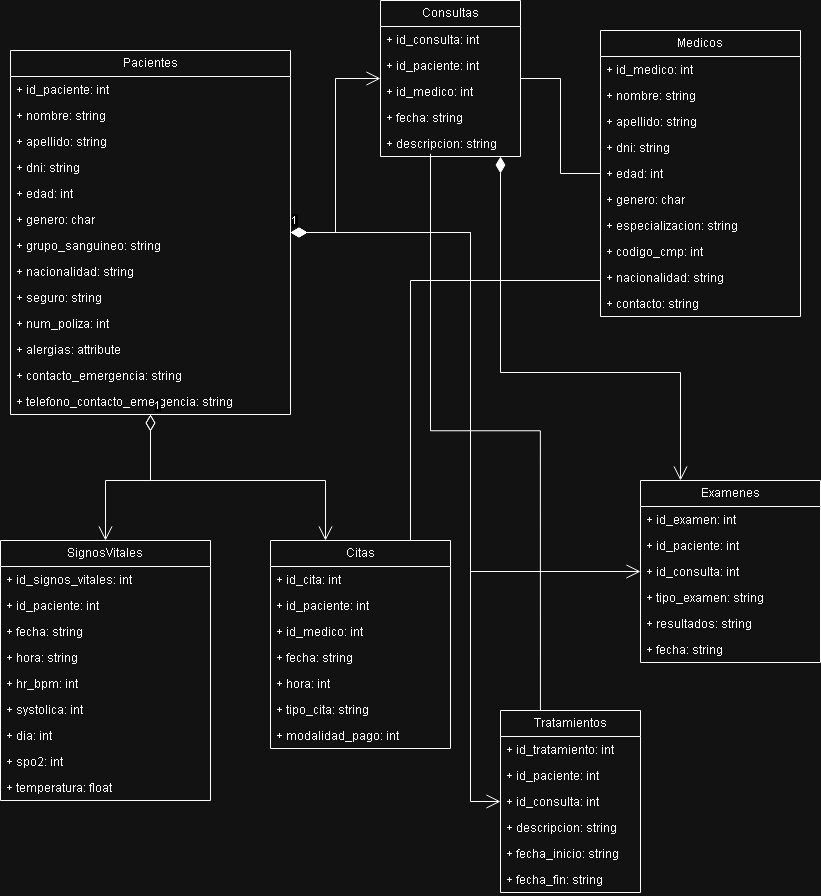 Consultas
+ id_consulta: int
+ id_paciente: int
+ id_medico: int
+ fecha: string
+ descripcion: string
Medicos
+ id_medico: int
+ nombre: string
+ apellido: string
+ dni: string
+ edad: int
+ genero: char
+ especializacion: string
+ codigo_cmp: int
+ nacionalidad: string
+ contacto: string
Pacientes
+ id_paciente: int
+ nombre: string
+ apellido: string
+ dni: string
+ edad: int
+ genero: char
+ grupo_sanguineo: string
+ nacionalidad: string
+ seguro: string
+ num_poliza: int
+ alergias: attribute
+ contacto_emergencia: string
+ telefono_contacto_emergencia: string
1
1
SignosVitales
+ id_signos_vitales: int
+ id_paciente: int
+ fecha: string
+ hora: string
+ hr_bpm: int
+ systolica: int
+ dia: int
+ spo2: int
+ temperatura: float
Citas
+ id_cita: int
+ id_paciente: int
+ id_medico: int
+ fecha: string
+ hora: int
+ tipo_cita: string
+ modalidad_pago: int
Examenes
+ id_examen: int
+ id_paciente: int
+ id_consulta: int
+ tipo_examen: string
+ resultados: string
+ fecha: string
Tratamientos
+ id_tratamiento: int
+ id_paciente: int
+ id_consulta: int
+ descripcion: string
+ fecha_inicio: string
+ fecha_fin: string